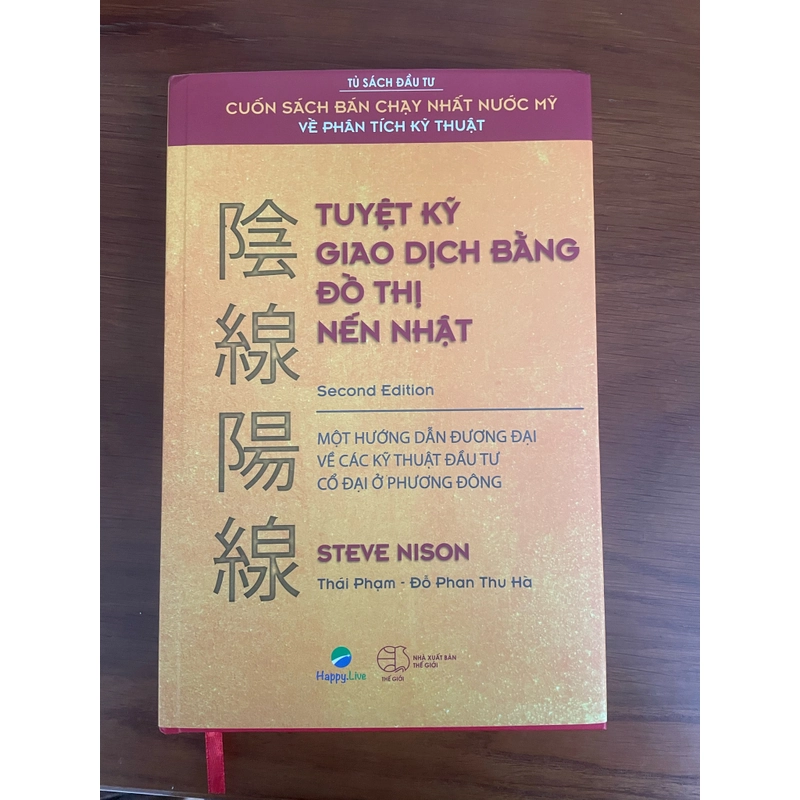 TỦ SÁCH ĐẦU TƯ
CUỐN SÁCH BÁN CHẠY NHẤT NƯỚC MỸ
VỀ PHÂN TÍCH KỸ THUẬT
陰線陽線
TUYỆT KỸ
GIAO DỊCH BẰNG
ĐỒ THỊ
NẾN NHẬT
Second Edition
MỘT HƯỚNG DẪN ĐƯƠNG ĐẠI
VỀ CÁC KỸ THUẬT ĐẦU TƯ
CỔ ĐẠI Ở PHƯƠNG ĐÔNG
STEVE NISON
Thái Phạm - Đỗ Phan Thu Hà
Happy.Live
THẾ GIỚI
NHÀ XUẤT BẢN
THẾ GIỚI